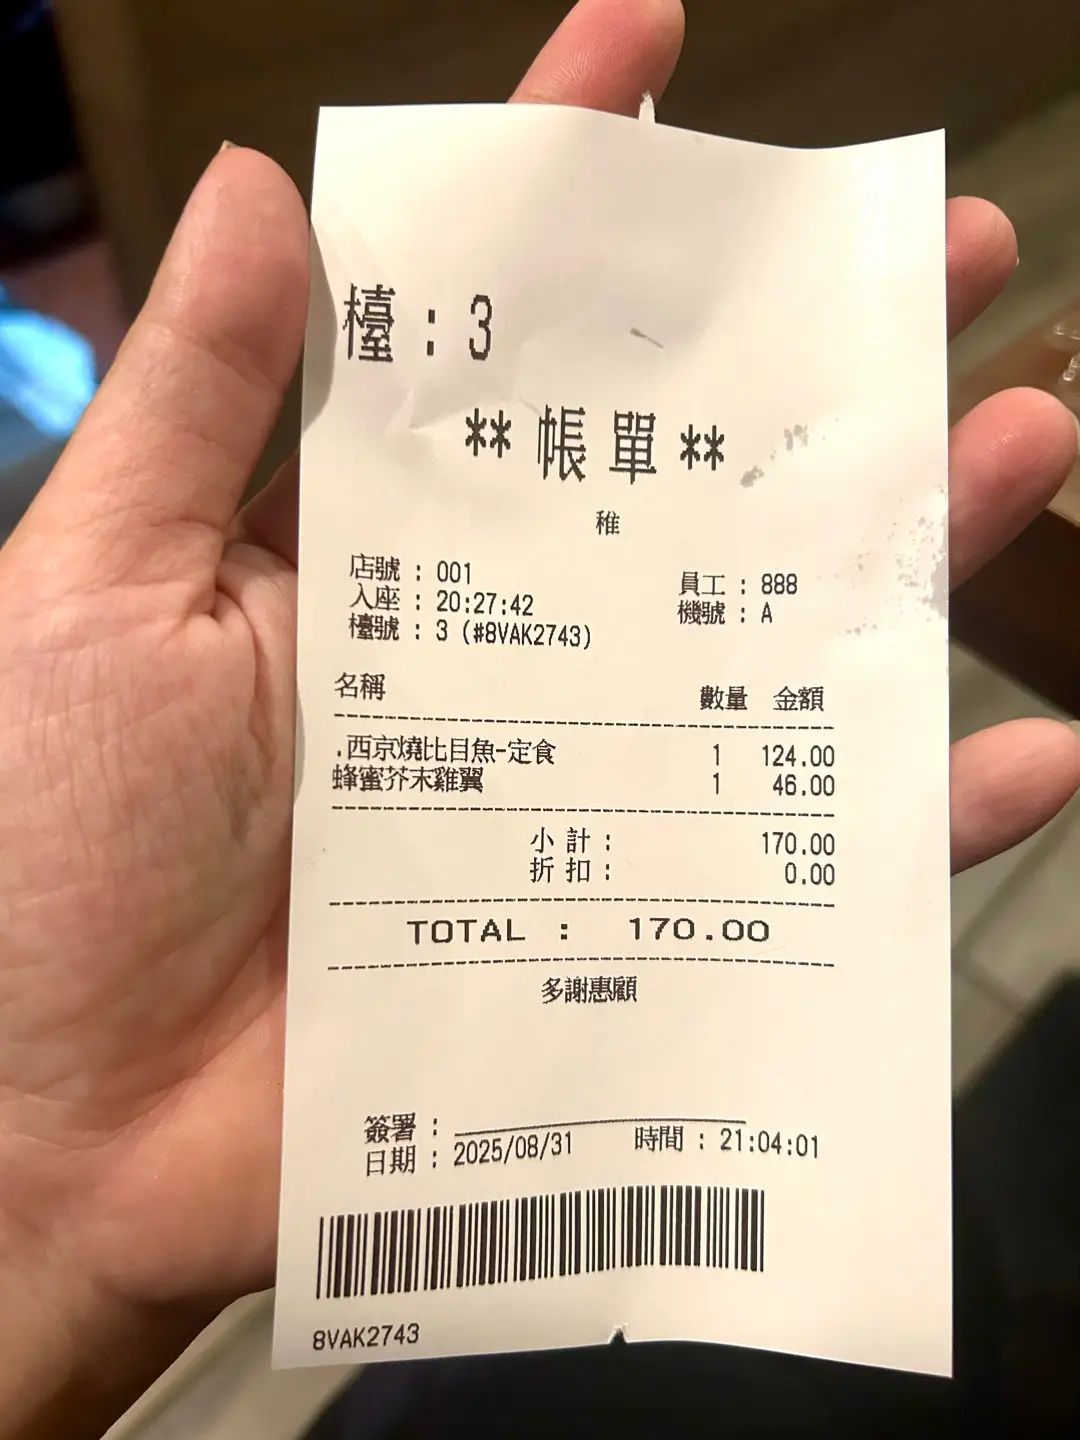 檯 : 3
** 帳單 **
稚
店號 : 001
員工 : 888
入座 : 20:27:42
機號 : A
檯號 : 3 (#8VAK2743)
名稱 數量 金額
.西京燒比目魚-定食 1 124.00
蜂蜜芥末雞翼 1 46.00
小計 : 170.00
折扣 : 0.00
TOTAL : 170.00
多謝惠顧
簽署 :
日期 : 2025/08/31 時間 : 21:04:01
8VAK2743